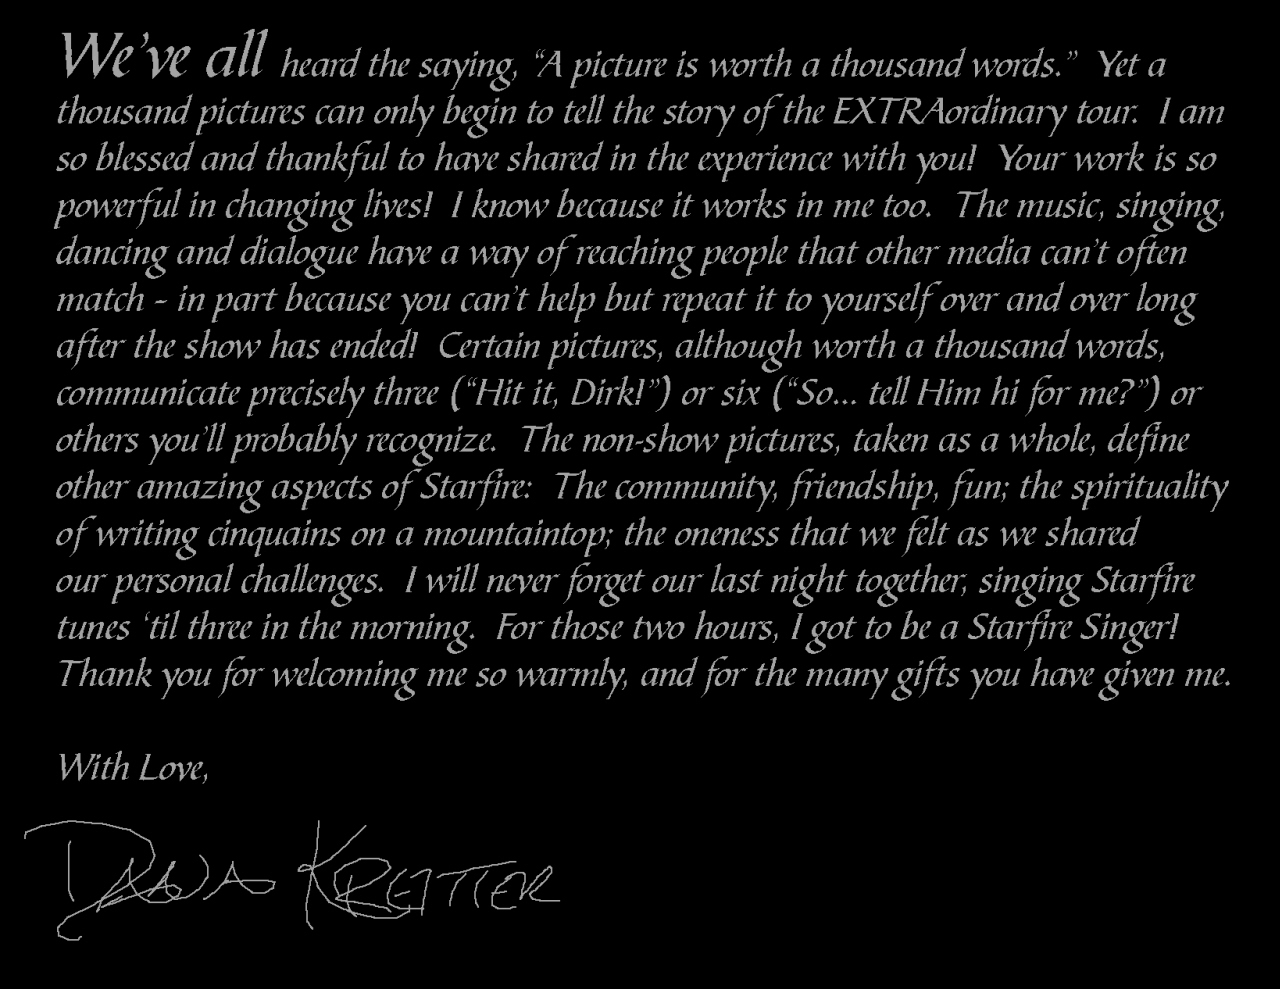 We've all heard the saying, “A picture is worth a thousand words.”  Yet a
thousand pictures can only begin to tell the story of the EXTRAordinary tour.  I am
so blessed and thankful to have shared in the experience with you!  Your work is so
powerful in changing lives!  I know because it works in me too.  The music, singing,
dancing and dialogue have a way of reaching people that other media can't often
match - in part because you can't help but repeat it to yourself over and over long
after the show has ended!  Certain pictures, although worth a thousand words,
communicate precisely three (“Hit it, Dirk!”) or six (“So... tell Him hi for me?”) or
others you'll probably recognize.  The non-show pictures, taken as a whole, define
other amazing aspects of Starfire:  The community, friendship, fun; the spirituality
of writing cinquains on a mountaintop; the oneness that we felt as we shared
our personal challenges.  I will never forget our last night together, singing Starfire
tunes ‘til three in the morning.  For those two hours, I got to be a Starfire Singer!
Thank you for welcoming me so warmly, and for the many gifts you have given me.
With Love,
Dana Kreitter